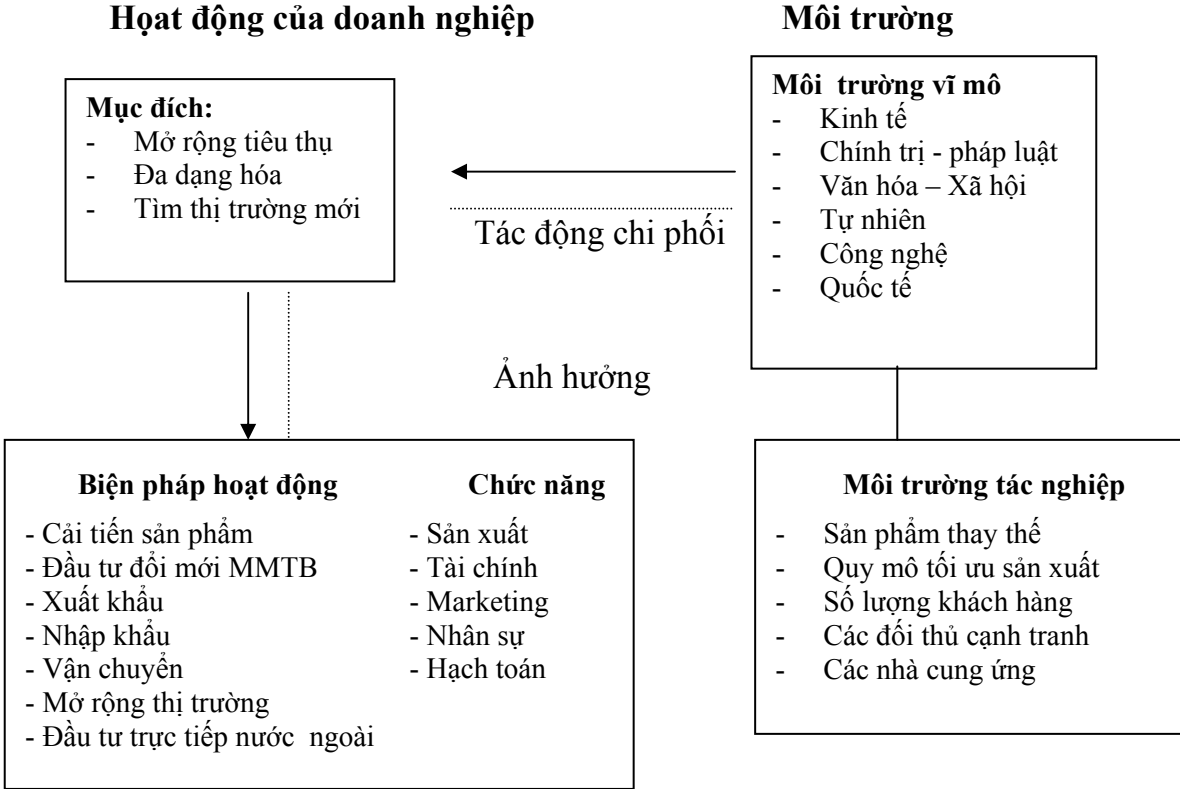 Họat động của doanh nghiệp
Môi trường
Mục đích:
- Mở rộng tiêu thụ
- Đa dạng hóa
- Tìm thị trường mới
Môi trường vĩ mô
- Kinh tế
- Chính trị - pháp luật
- Văn hóa – Xã hội
- Tự nhiên
- Công nghệ
- Quốc tế
Tác động chi phối
Ảnh hưởng
Biện pháp hoạt động
- Cải tiến sản phẩm
- Đầu tư đổi mới MMTB
- Xuất khẩu
- Nhập khẩu
- Vận chuyển
- Mở rộng thị trường
- Đầu tư trực tiếp nước ngoài
Chức năng
- Sản xuất
- Tài chính
- Marketing
- Nhân sự
- Hạch toán
Môi trường tác nghiệp
- Sản phẩm thay thế
- Quy mô tối ưu sản xuất
- Số lượng khách hàng
- Các đối thủ cạnh tranh
- Các nhà cung ứng